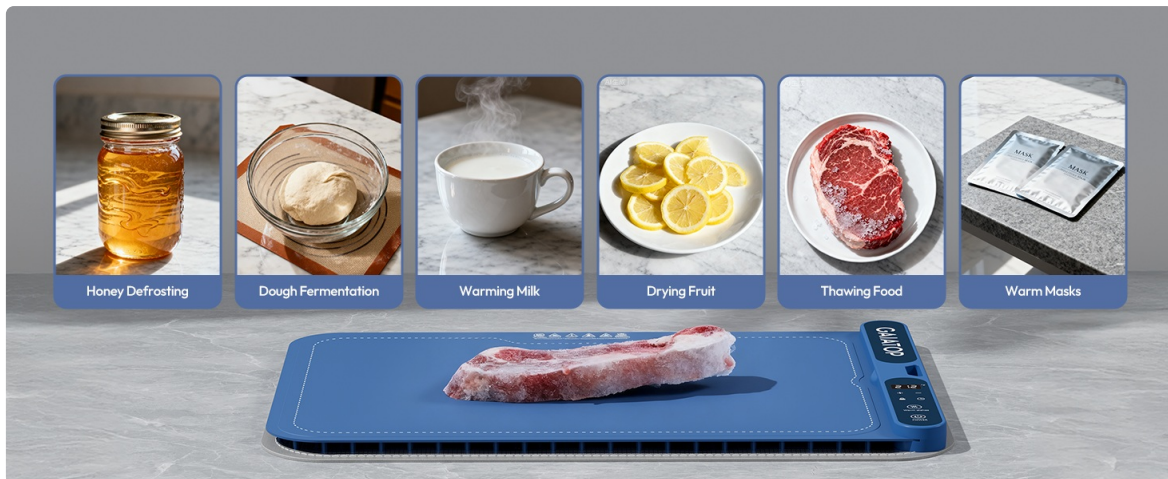 MASK
MASK
Honey Defrosting
Dough Fermentation
Warming Milk
Drying Fruit
Thawing Food
Warm Masks
GAIATOP